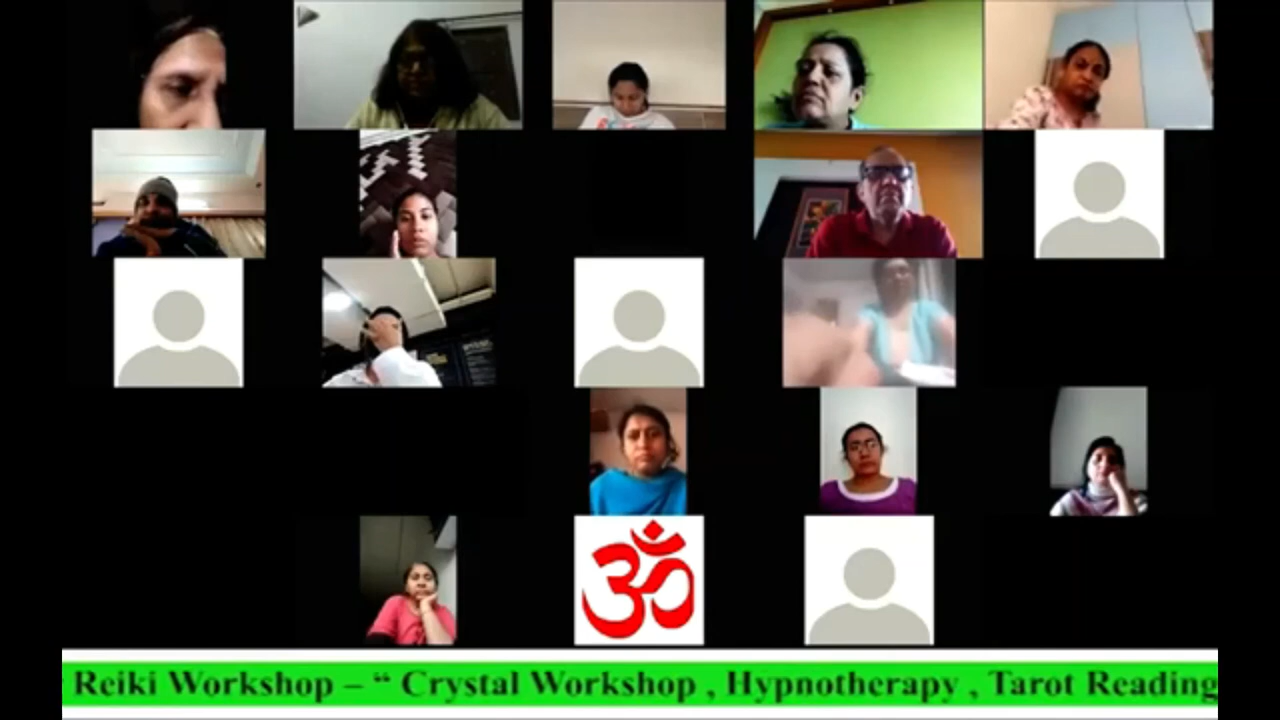 ॐ
Reiki Workshop – “ Crystal Workshop , Hypnotherapy , Tarot Reading